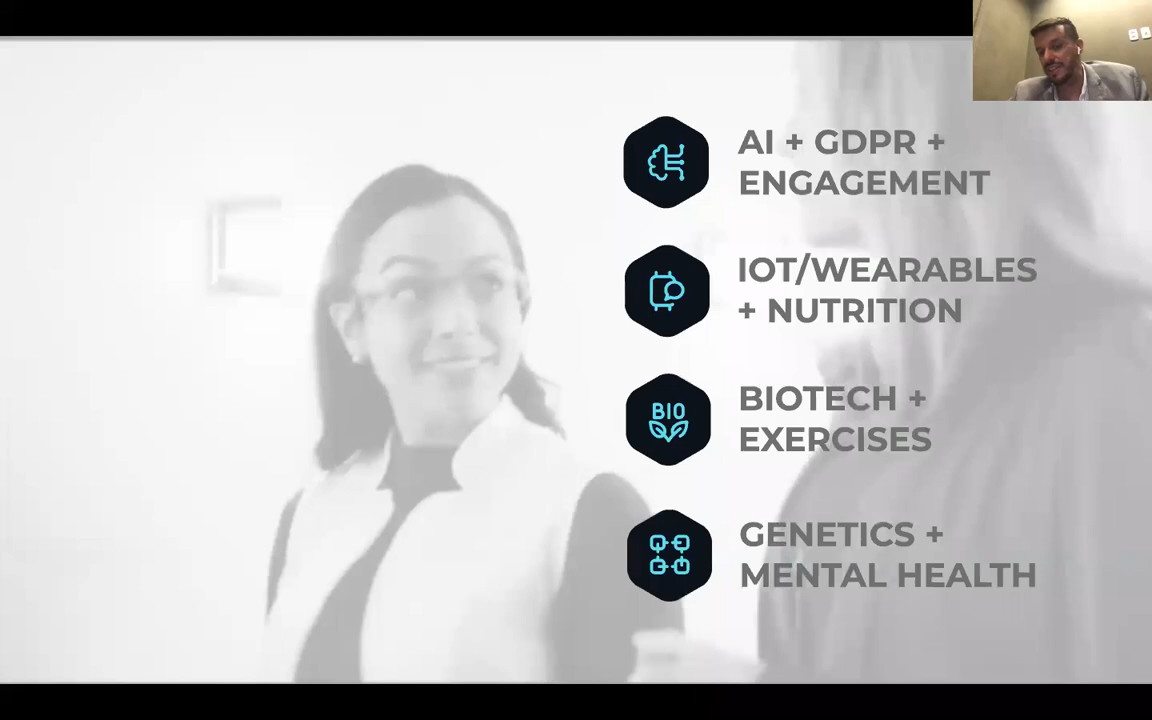 AI + GDPR +
ENGAGEMENT
IOT/WEARABLES
+ NUTRITION
BIO
BIOTECH +
EXERCISES
GENETICS +
MENTAL HEALTH